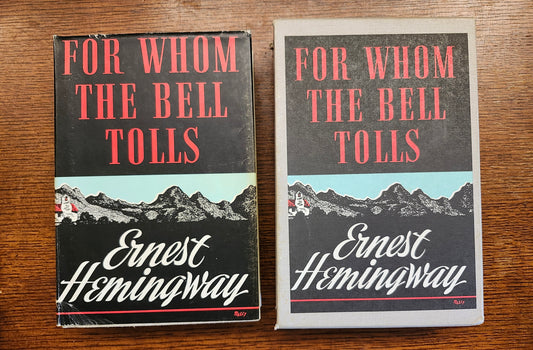 FOR WHOM
THE BELL
TOLLS
Ernest
Hemingway
FOR WHOM
THE BELL
TOLLS
Ernest
Hemingway